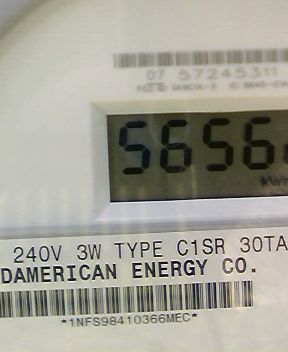 07 57245311
5656
240V 3W TYPE C1SR 30TA
DAMERICAN ENERGY CO.
*1NFS98410366MEC*